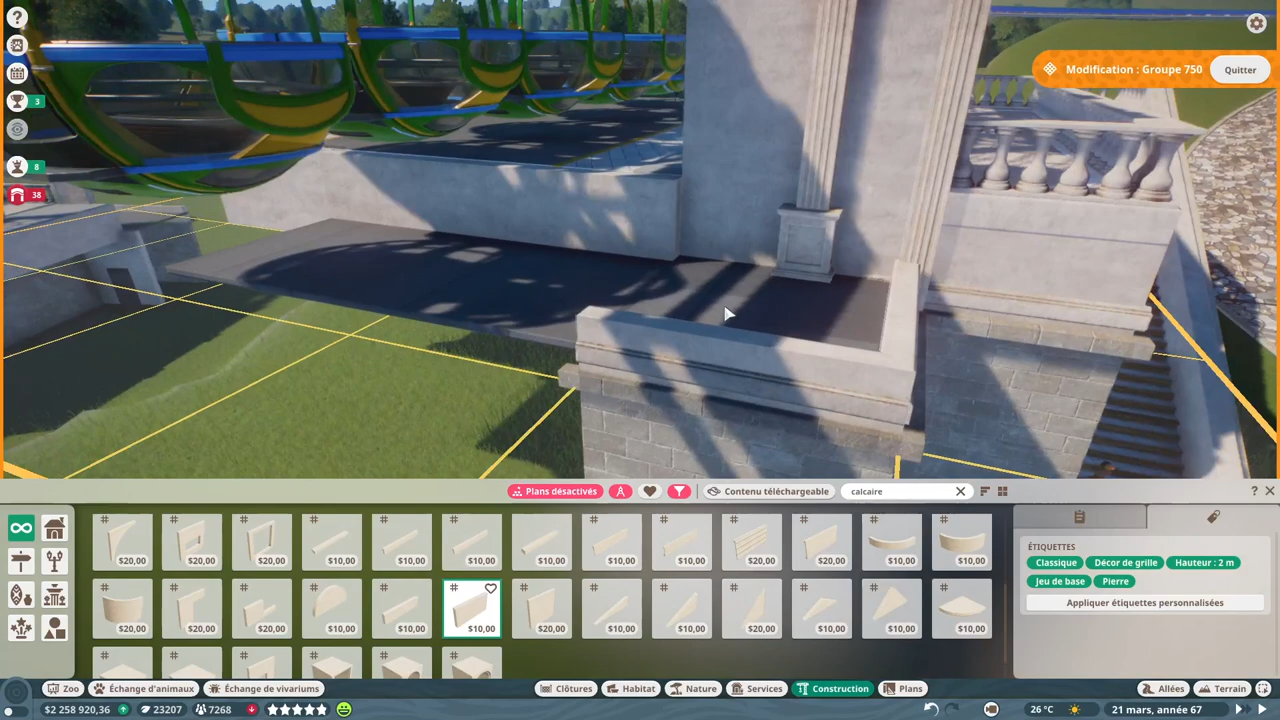 ?
Modification : Groupe 750
Quitter
3
8
38
Plans désactivés
Contenu téléchargeable
calcaire
?
$20,00
$20,00
$20,00
$10,00
$10,00
$10,00
$10,00
$10,00
$10,00
$20,00
$20,00
$10,00
$10,00
$20,00
$20,00
$20,00
$10,00
$10,00
$10,00
$20,00
$10,00
$10,00
$20,00
$10,00
$10,00
$10,00
ÉTIQUETTES
Classique
Décor de grille
Hauteur : 2 m
Jeu de base
Pierre
Appliquer étiquettes personnalisées
Zoo
Échange d'animaux
Échange de vivariums
Clôtures
Habitat
Nature
Services
Construction
Plans
Allées
Terrain
$2 258 920,36
23207
7268
26 °C
21 mars, année 67